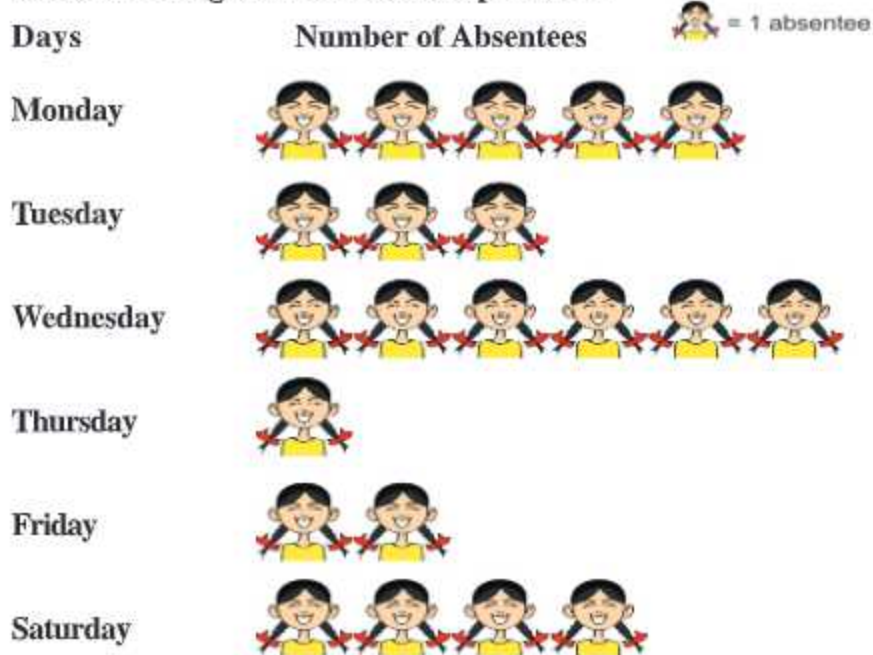 Days
Number of Absentees
= 1 absentee
Monday
Tuesday
Wednesday
Thursday
Friday
Saturday